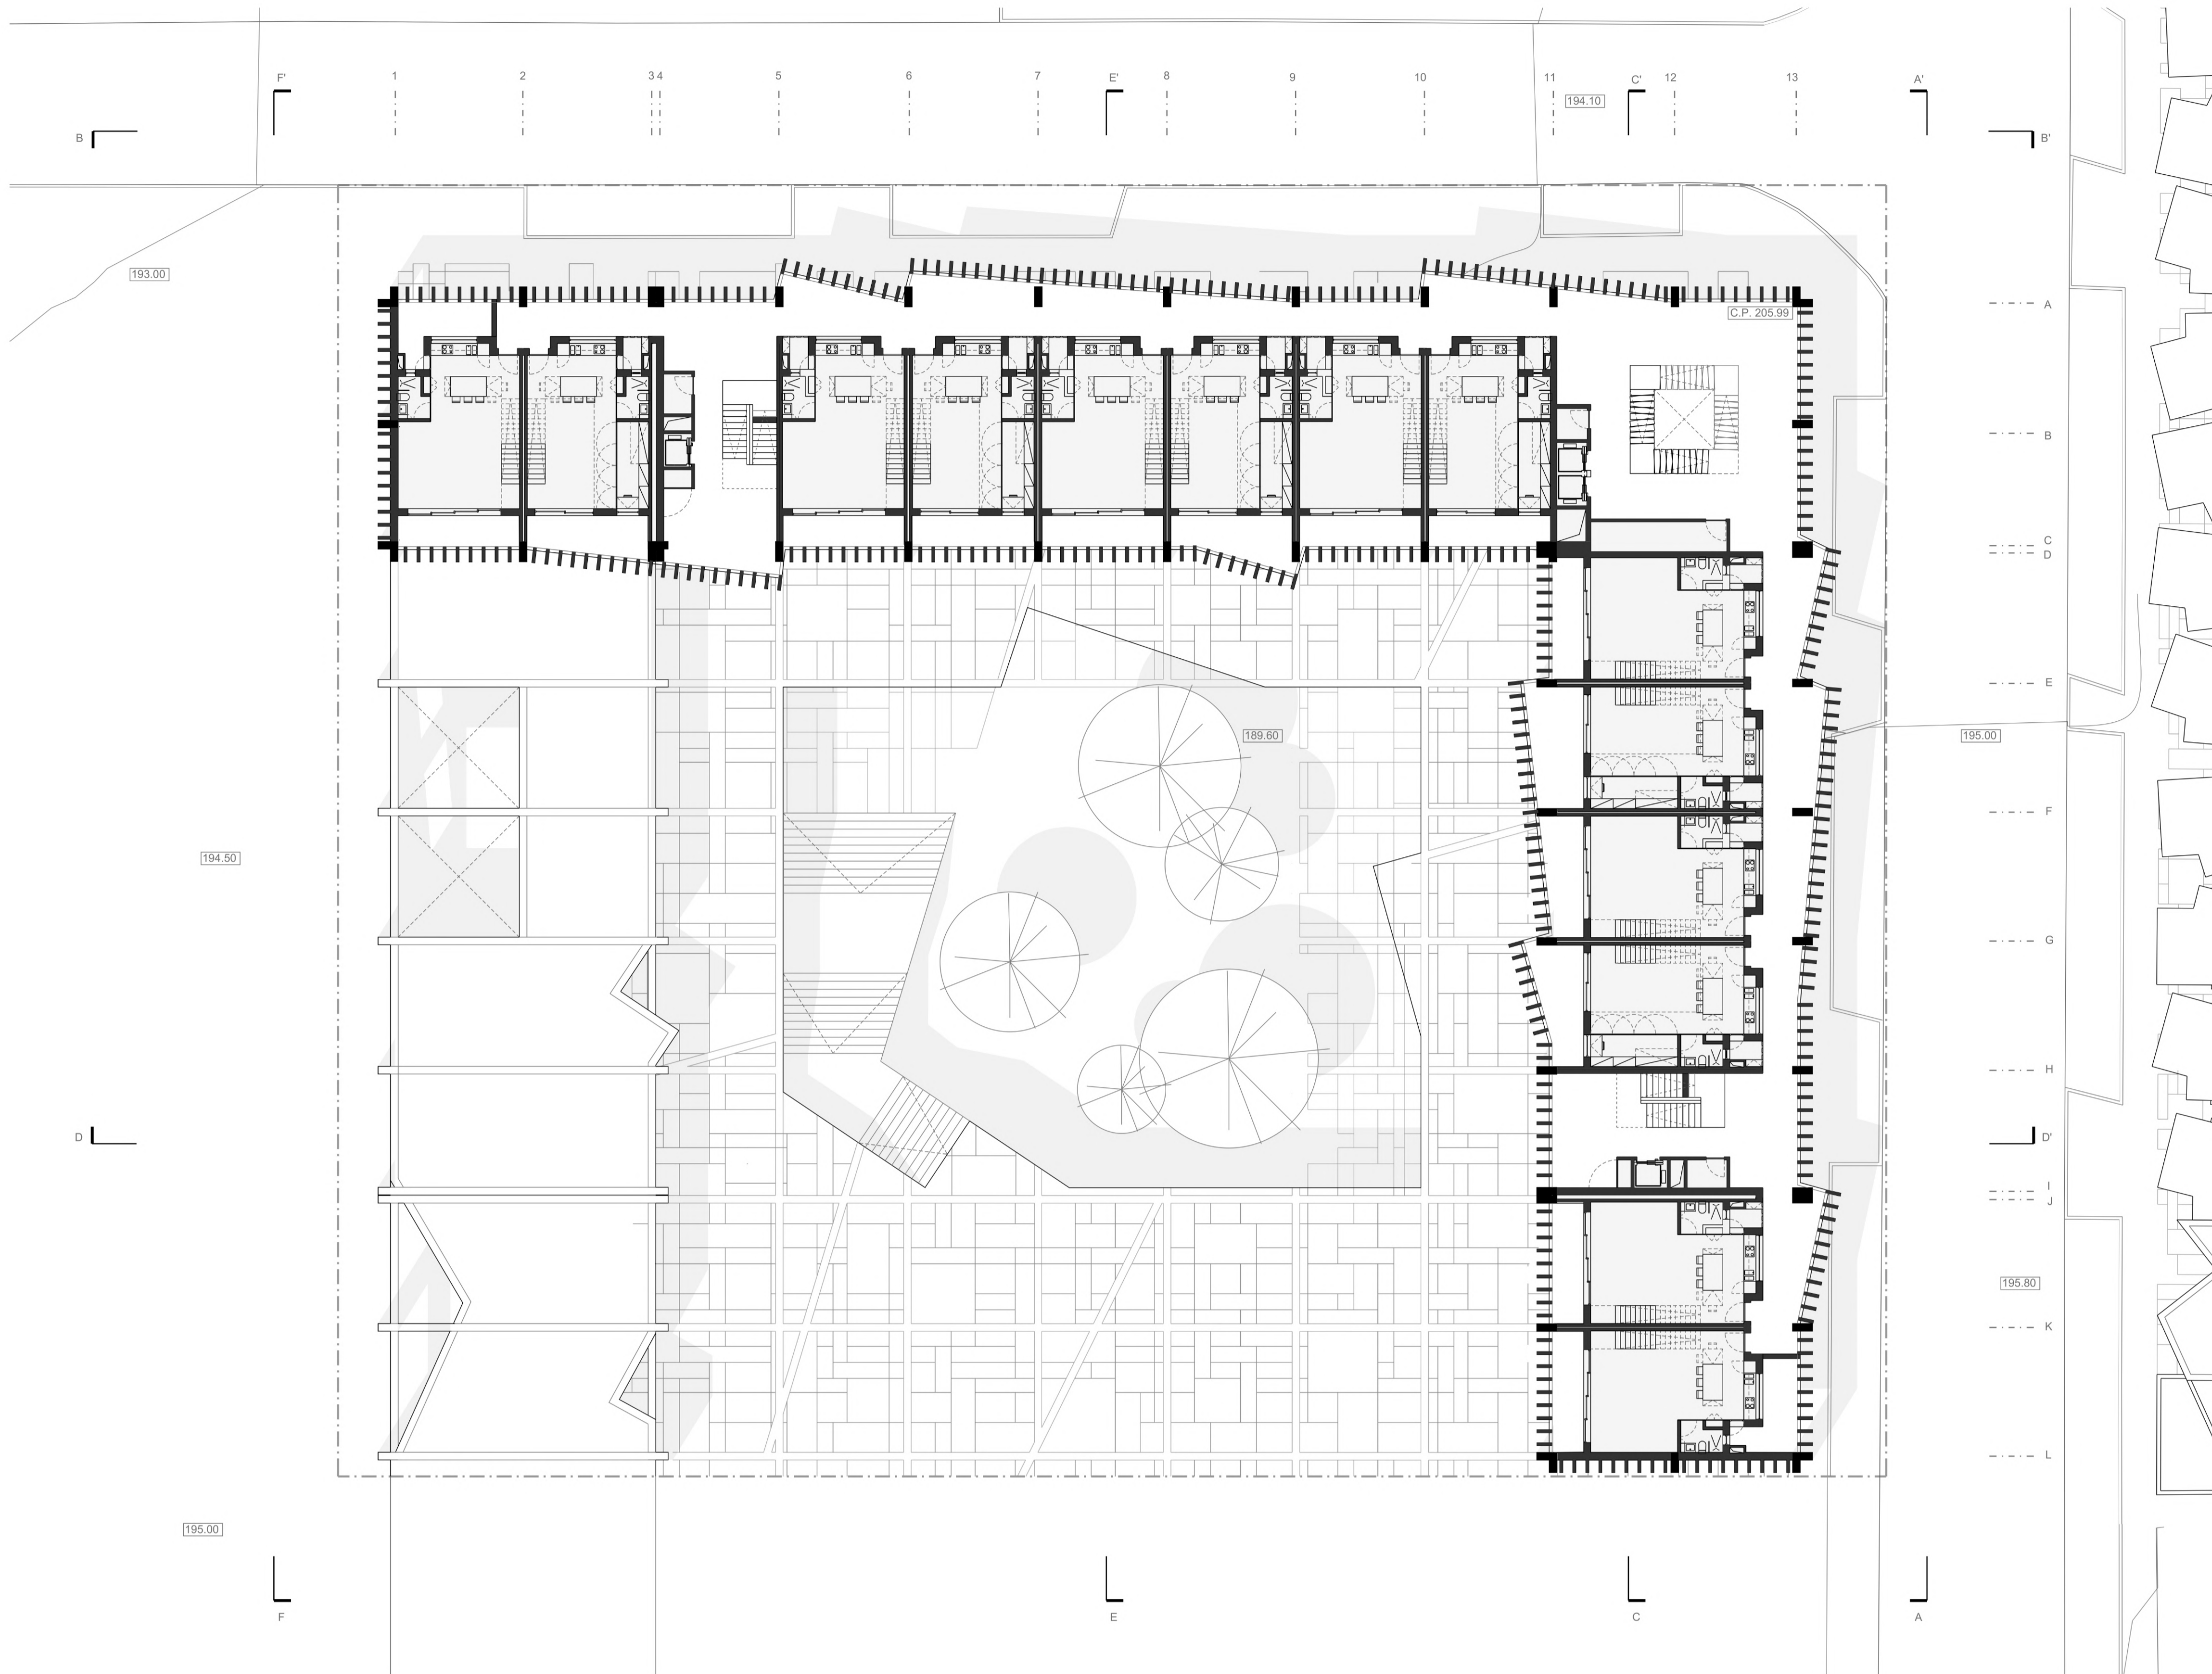 F' 1 2 3 4 5 6 7 E' 8 9 10 11 C' 12 13 A'
194.10
B B'
193.00
A
C.P. 205.99
B
C
D
E
189.60
195.00
F
194.50
G
H
D D'
I
J
195.80
K
L
195.00
F E C A